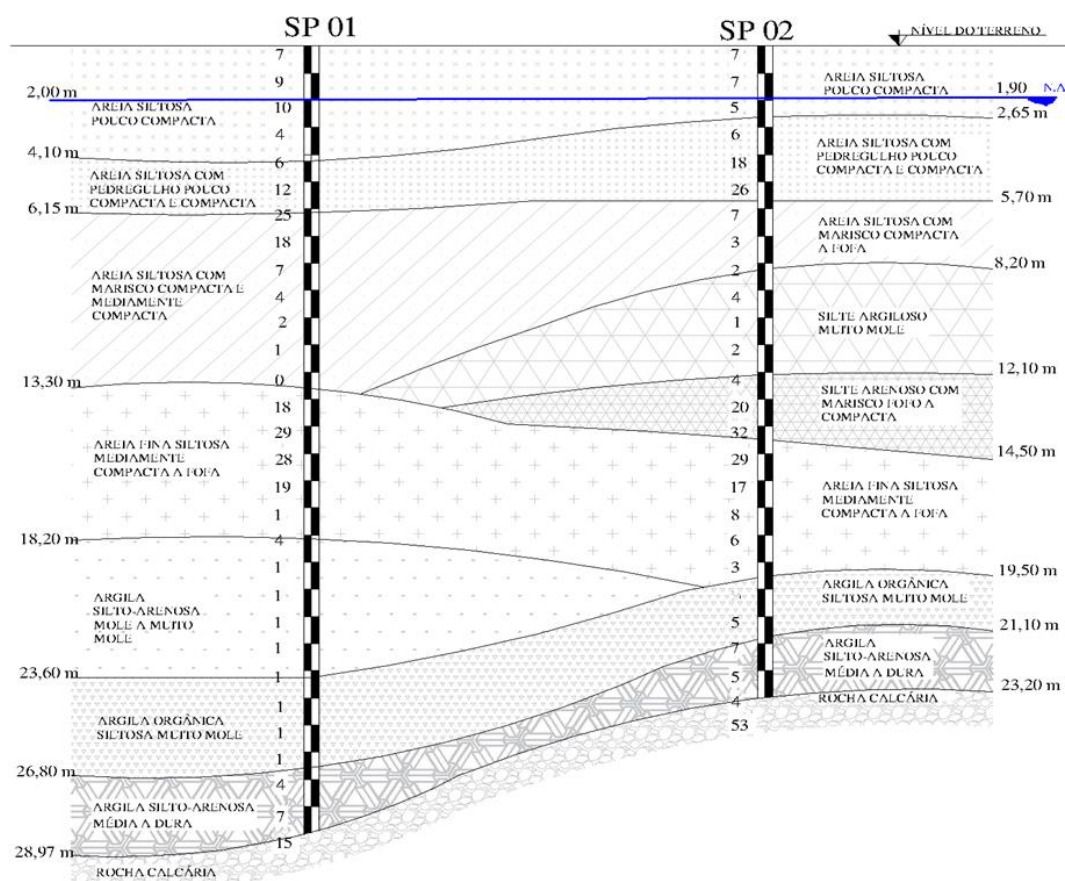 SP 01
SP 02
NÍVEL DO TERRENO
2,00 m
AREIA SILTOSA
POUCO COMPACTA
4,10 m
AREIA SILTOSA COM
PEDREGULHO POUCO
COMPACTA E COMPACTA
6,15 m
AREIA SILTOSA COM
MARISCO COMPACTA E
MEDIAMENTE
COMPACTA
13,30 m
AREIA FINA SILTOSA
MEDIAMENTE
COMPACTA A FOFA
18,20 m
ARGILA
SILTO-ARENOSA
MOLE A MUITO
MOLE
23,60 m
ARGILA ORGÂNICA
SILTOSA MUITO MOLE
26,80 m
ARGILA SILTO-ARENOSA
MÉDIA A DURA
28,97 m
ROCHA CALCÁRIA
7
9
10
4
6
12
25
18
7
4
2
1
0
18
29
28
19
1
4
1
1
1
1
1
1
1
1
4
7
15
7
7
5
6
18
26
7
3
2
4
1
2
4
20
32
29
17
8
6
3
5
7
5
4
53
AREIA SILTOSA
POUCO COMPACTA
1,90
N.A
2,65 m
AREIA SILTOSA COM
PEDREGULHO POUCO
COMPACTA E COMPACTA
5,70 m
AREIA SILTOSA COM
MARISCO COMPACTA
A FOFA
8,20 m
SILTE ARGILOSO
MUITO MOLE
12,10 m
SILTE ARENOSO COM
MARISCO FOFO A
COMPACTA
14,50 m
AREIA FINA SILTOSA
MEDIAMENTE
COMPACTA A FOFA
19,50 m
ARGILA ORGÂNICA
SILTOSA MUITO MOLE
21,10 m
ARGILA
SILTO-ARENOSA
MÉDIA A DURA
23,20 m
ROCHA CALCÁRIA